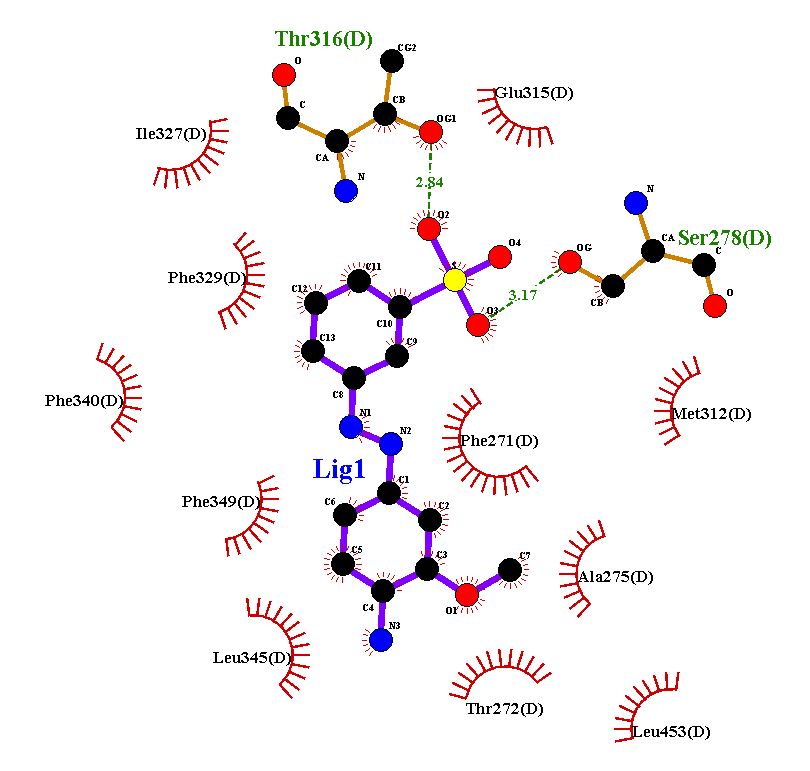 Thr316(D)
O
CG2
C
CB
OG1
CA
N
Glu315(D)
Ile327(D)
2.84
O2
O4
N
CA
Ser278(D)
C
OG
CB
O
3.17
O3
Phe329(D)
C11
C12
C10
C13
C9
C8
Phe340(D)
Met312(D)
N1
N2
Phe271(D)
Lig1
C1
Phe349(D)
C6
C2
C5
C3
C7
Ala275(D)
C4
O1
N3
Leu345(D)
Thr272(D)
Leu453(D)